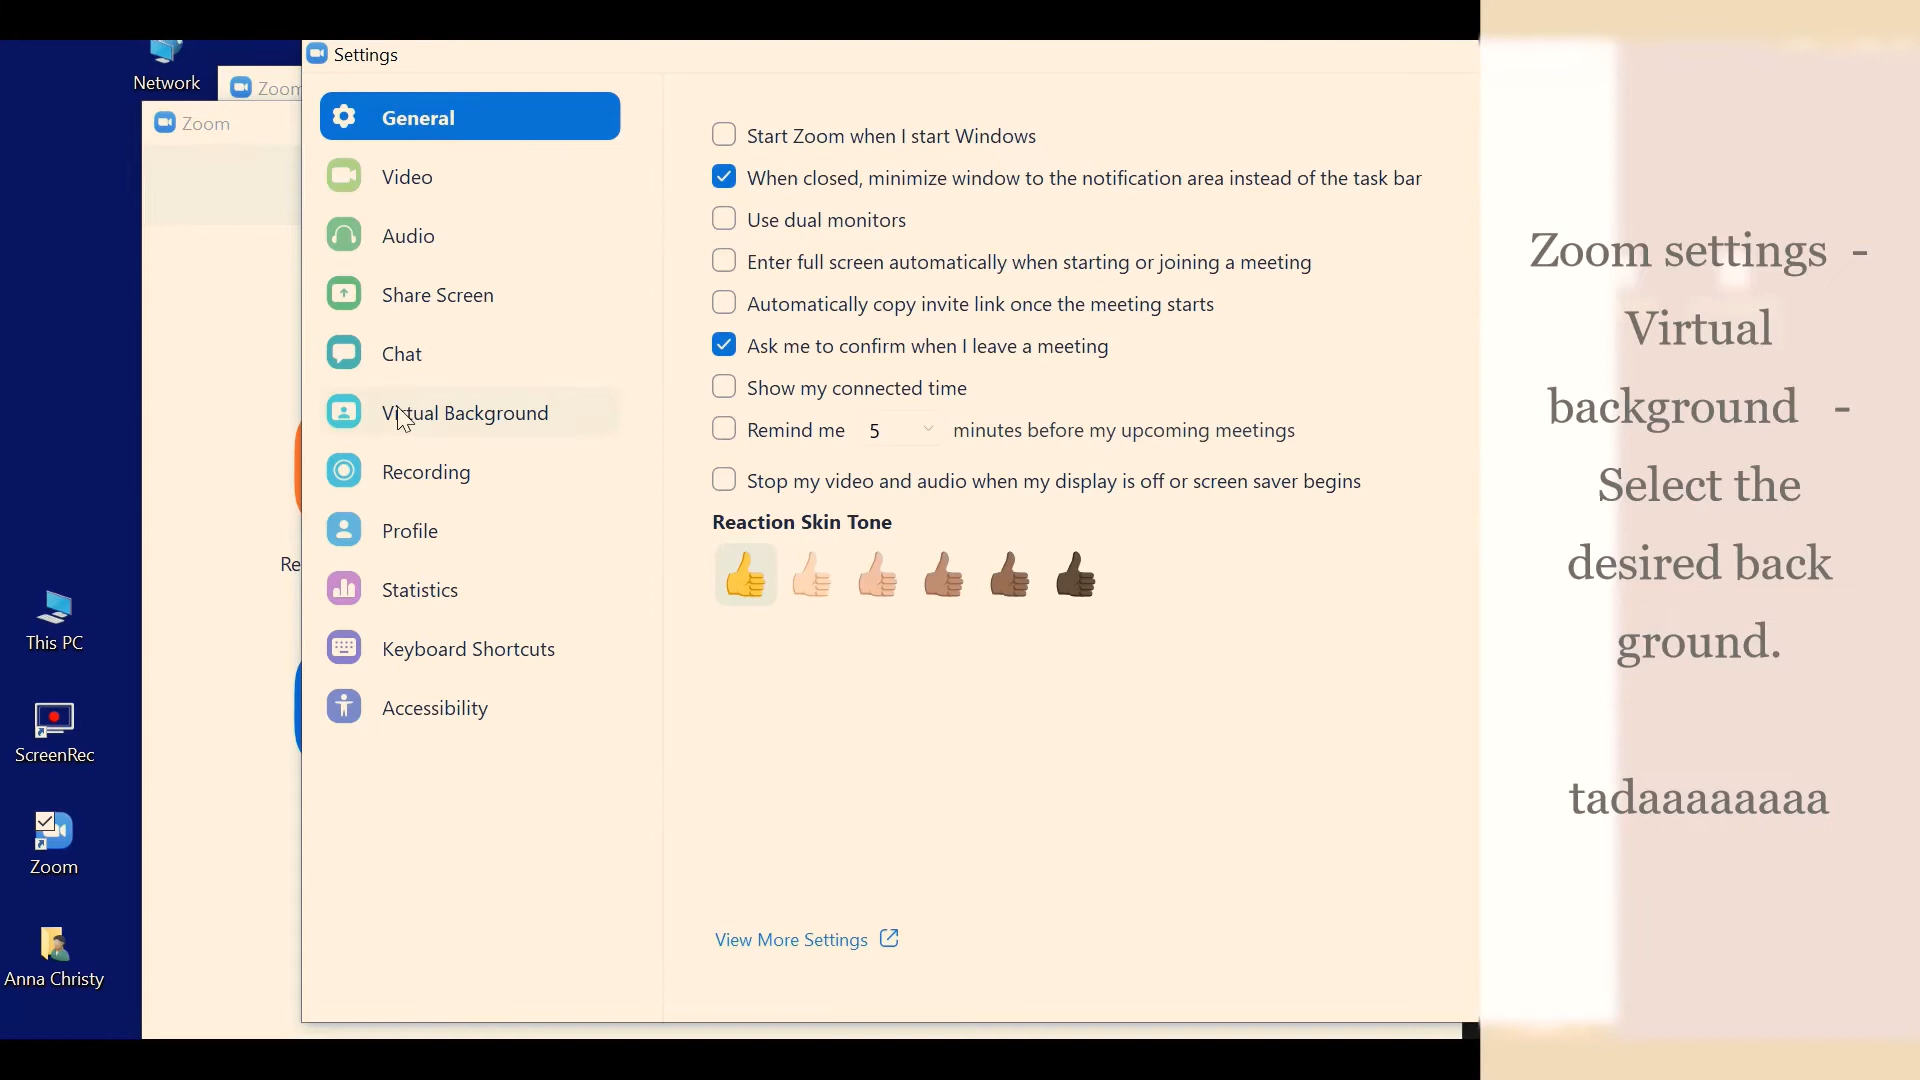 Network
Zoom
Zoom
Re
This PC
ScreenRec
Zoom
Anna Christy
Settings
General
Video
Audio
Share Screen
Chat
Virtual Background
Recording
Profile
Statistics
Keyboard Shortcuts
Accessibility
Start Zoom when I start Windows
When closed, minimize window to the notification area instead of the task bar
Use dual monitors
Enter full screen automatically when starting or joining a meeting
Automatically copy invite link once the meeting starts
Ask me to confirm when I leave a meeting
Show my connected time
Remind me 5 minutes before my upcoming meetings
Stop my video and audio when my display is off or screen saver begins
Reaction Skin Tone
View More Settings
Zoom settings -
Virtual
background -
Select the
desired back
ground.
tadaaaaaaaa